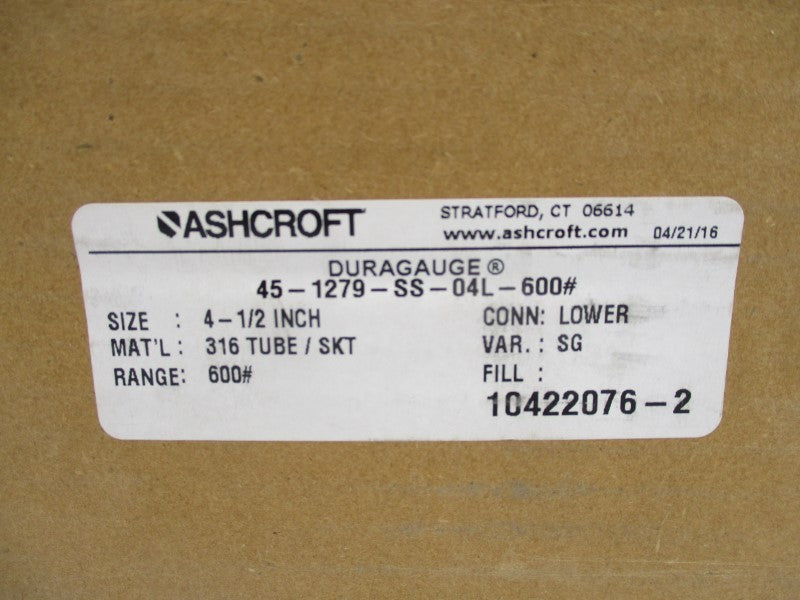 ASHCROFT
STRATFORD, CT 06614
www.ashcroft.com 04/21/16
DURAGAUGE®
45-1279-SS-04L-600#
SIZE : 4-1/2 INCH
CONN: LOWER
MAT'L : 316 TUBE / SKT
VAR. : SG
RANGE: 600#
FILL :
10422076-2